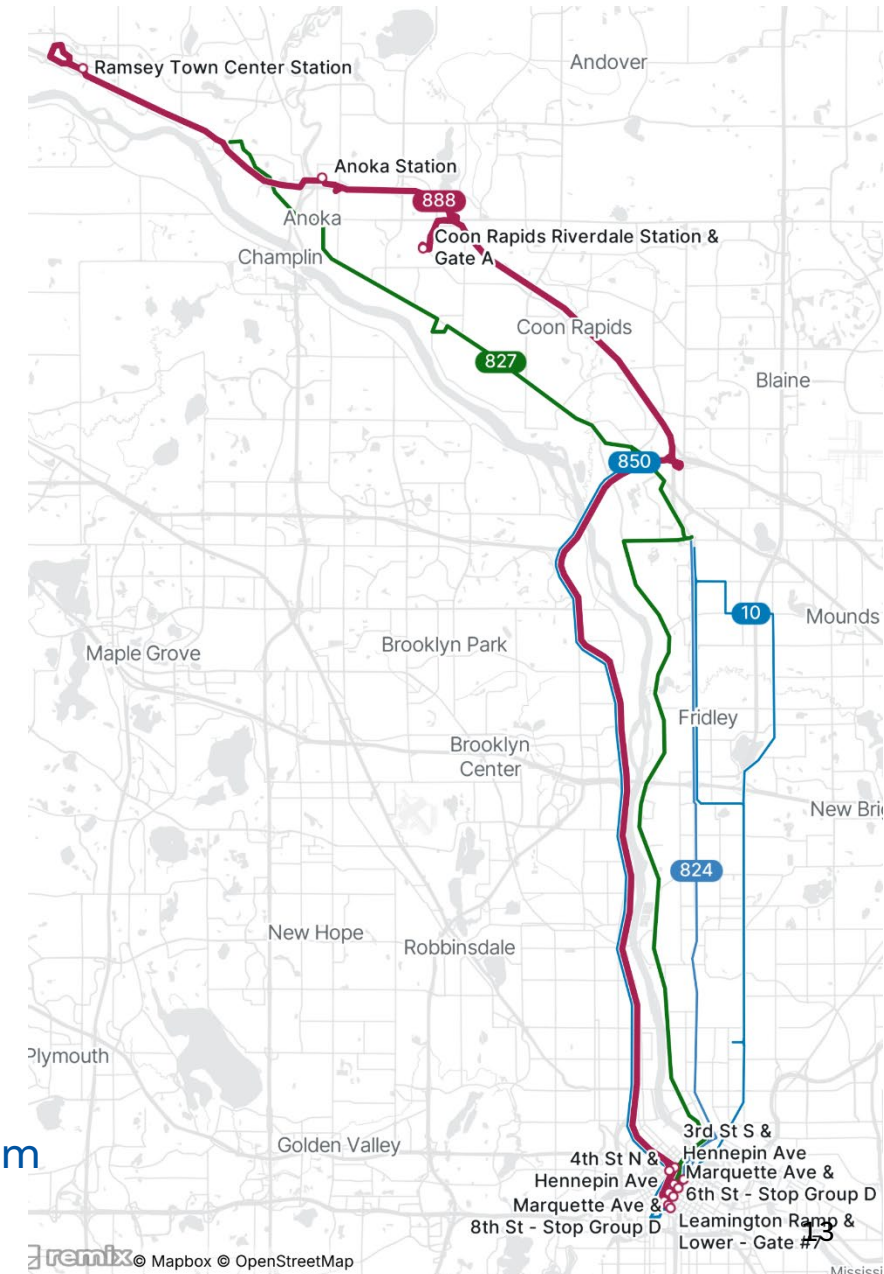 Andover
Ramsey Town Center Station
Anoka Station
888
Anoka
Coon Rapids Riverdale Station &
Gate A
Champlin
Coon Rapids
827
Blaine
850
10
Mounds
Brooklyn Park
Maple Grove
Fridley
Brooklyn
Center
New Bri
824
New Hope
Robbinsdale
Plymouth
m
Golden Valley
3rd St S &
Hennepin Ave
4th St N &
Hennepin Ave
Marquette Ave &
6th St - Stop Group D
Marquette Ave &
8th St - Stop Group D
Leamington Ramp &
Lower - Gate #7
13
remix © Mapbox © OpenStreetMap
Mississi